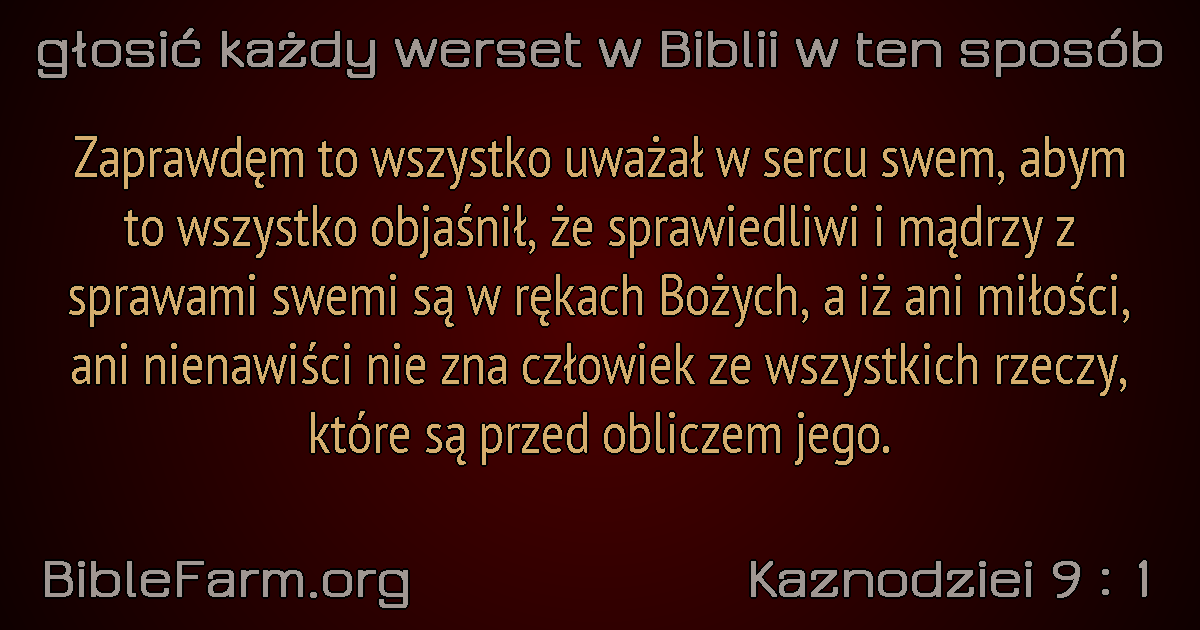 głosić każdy werset w Biblii w ten sposób
Zaprawdęm to wszystko uważał w sercu swem, abym
to wszystko objaśnił, że sprawiedliwi i mądrzy z
sprawami swemi są w rękach Bożych, a iż ani miłości,
ani nienawiści nie zna człowiek ze wszystkich rzeczy,
które są przed obliczem jego.
BibleFarm.org
Kaznodziei 9 : 1